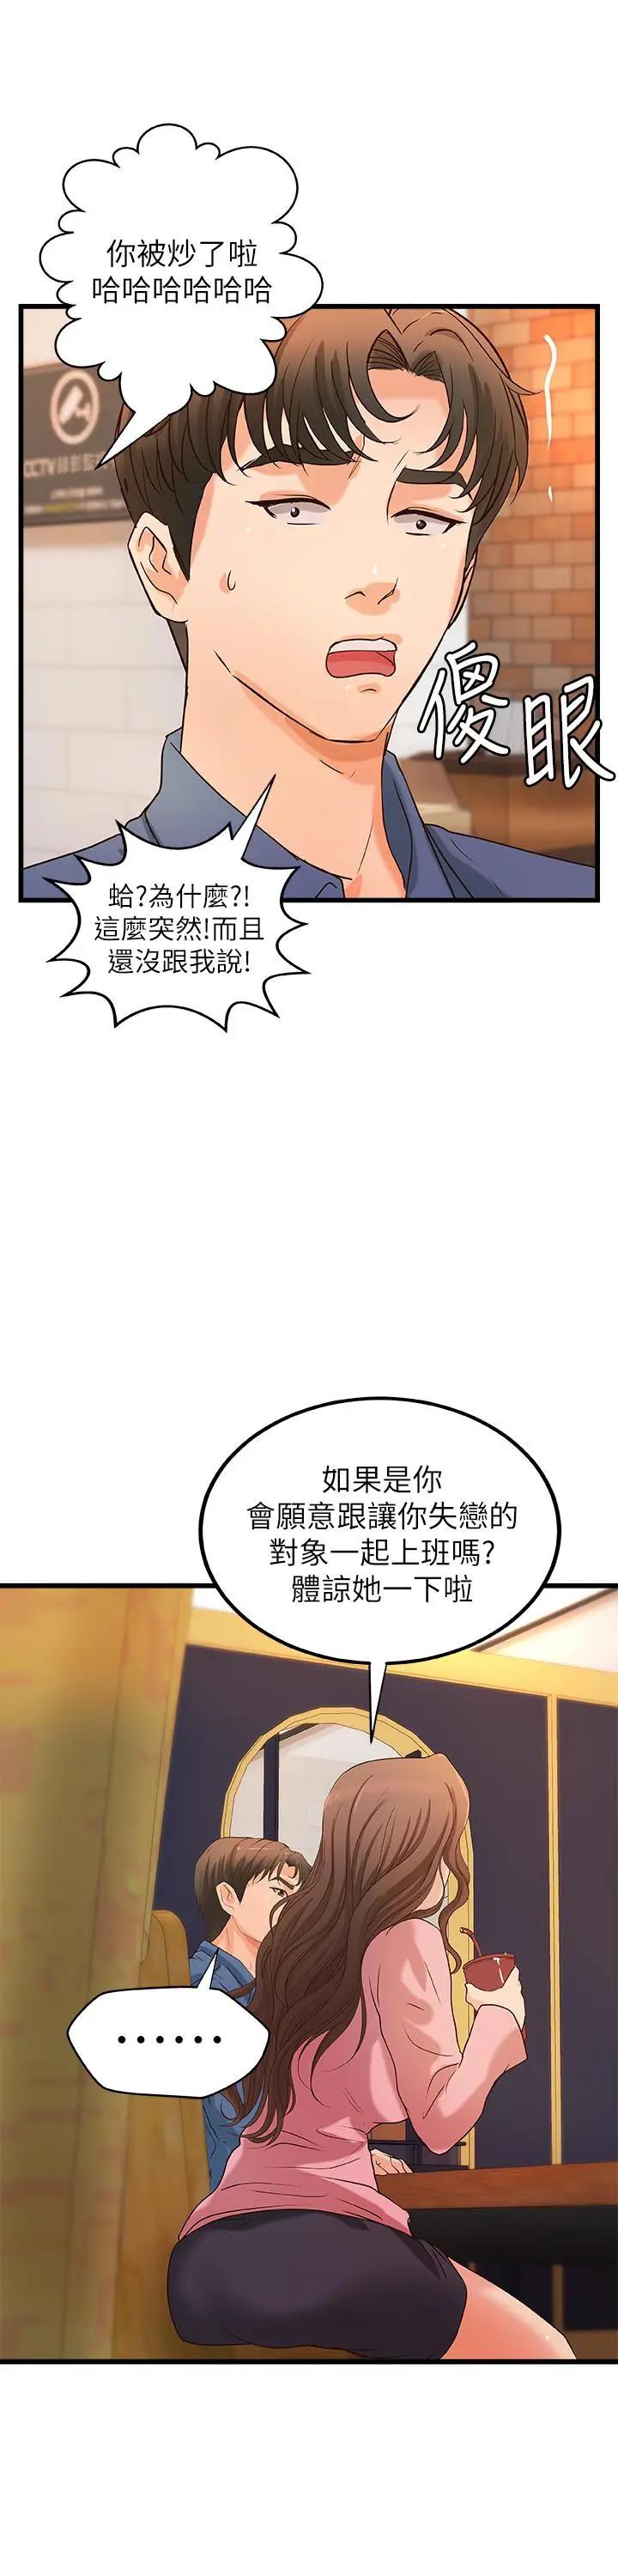 你被炒了啦
哈哈哈哈哈哈
CCTV
傻眼
蛤?為什麼?!
這麼突然!而且
還沒跟我說!
如果是你
會願意跟讓你失戀的
對象一起上班嗎?
體諒她一下啦
······